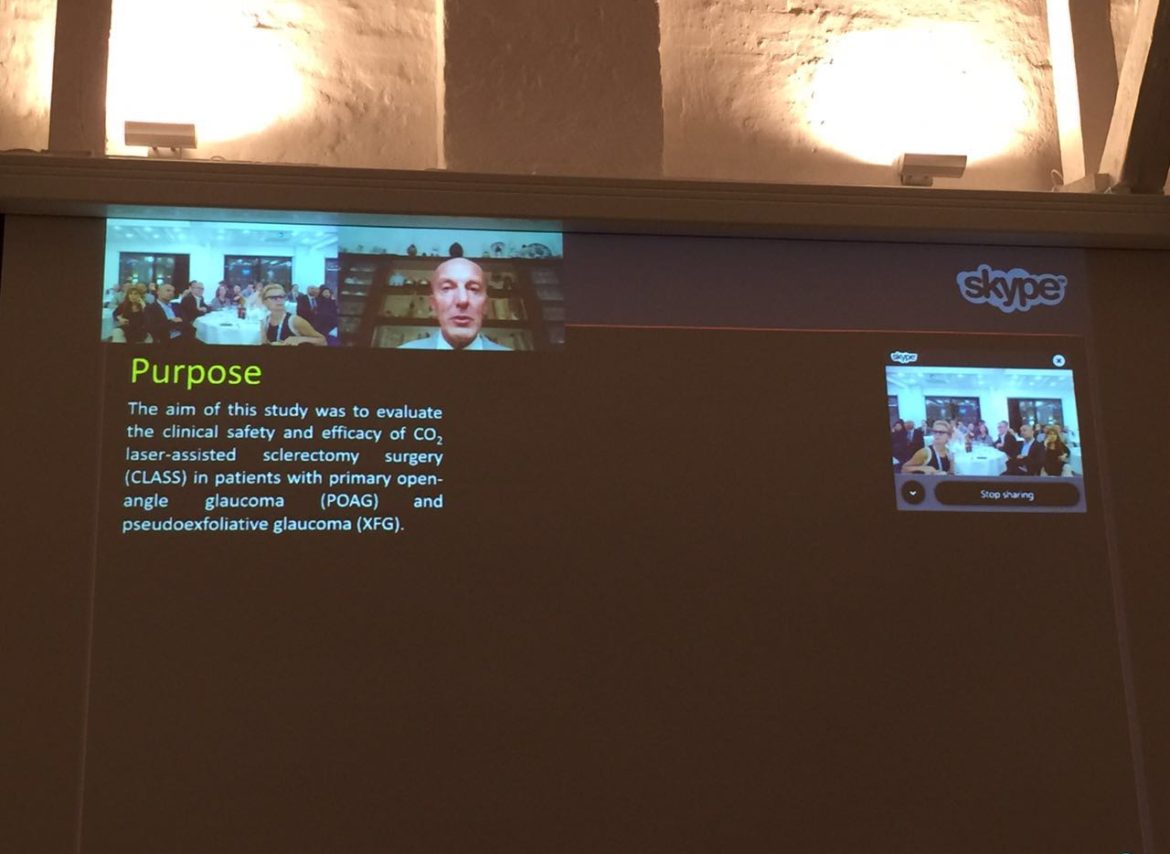 skype
skype
Purpose
The aim of this study was to evaluate
the clinical safety and efficacy of CO₂
laser-assisted sclerectomy surgery
(CLASS) in patients with primary open-
angle glaucoma (POAG) and
pseudoexfoliative glaucoma (XFG).
Stop sharing